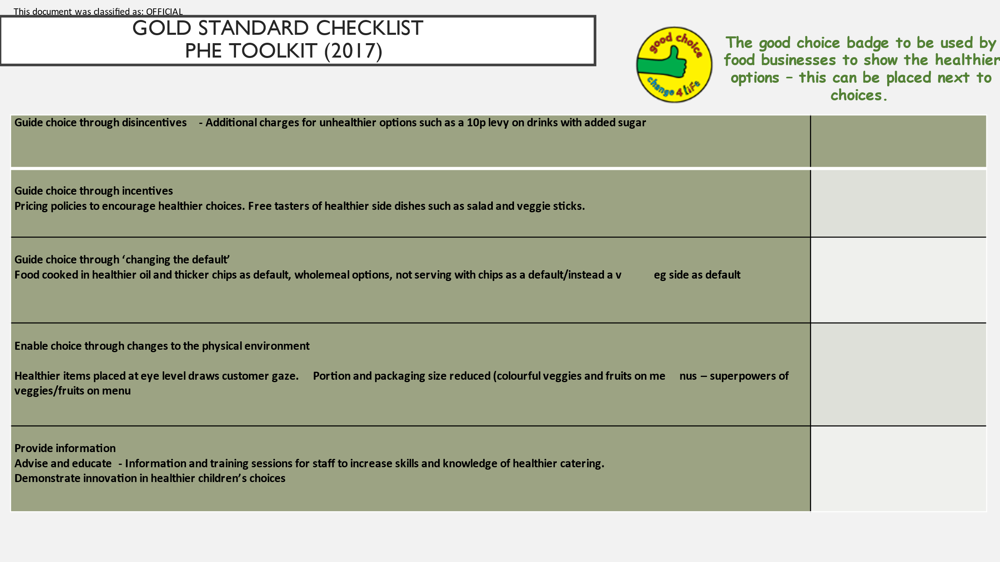 This document was classified as: OFFICIAL
GOLD STANDARD CHECKLIST
PHE TOOLKIT (2017)
good choice
change 4 LiFe
The good choice badge to be used by
food businesses to show the healthier
options – this can be placed next to
choices.
Guide choice through disincentives - Additional charges for unhealthier options such as a 10p levy on drinks with added sugar
Guide choice through incentives
Pricing policies to encourage healthier choices. Free tasters of healthier side dishes such as salad and veggie sticks.
Guide choice through ‘changing the default’
Food cooked in healthier oil and thicker chips as default, wholemeal options, not serving with chips as a default/instead a v eg side as default
Enable choice through changes to the physical environment
Healthier items placed at eye level draws customer gaze. Portion and packaging size reduced (colourful veggies and fruits on me nus – superpowers of
veggies/fruits on menu
Provide information
Advise and educate - Information and training sessions for staff to increase skills and knowledge of healthier catering.
Demonstrate innovation in healthier children’s choices